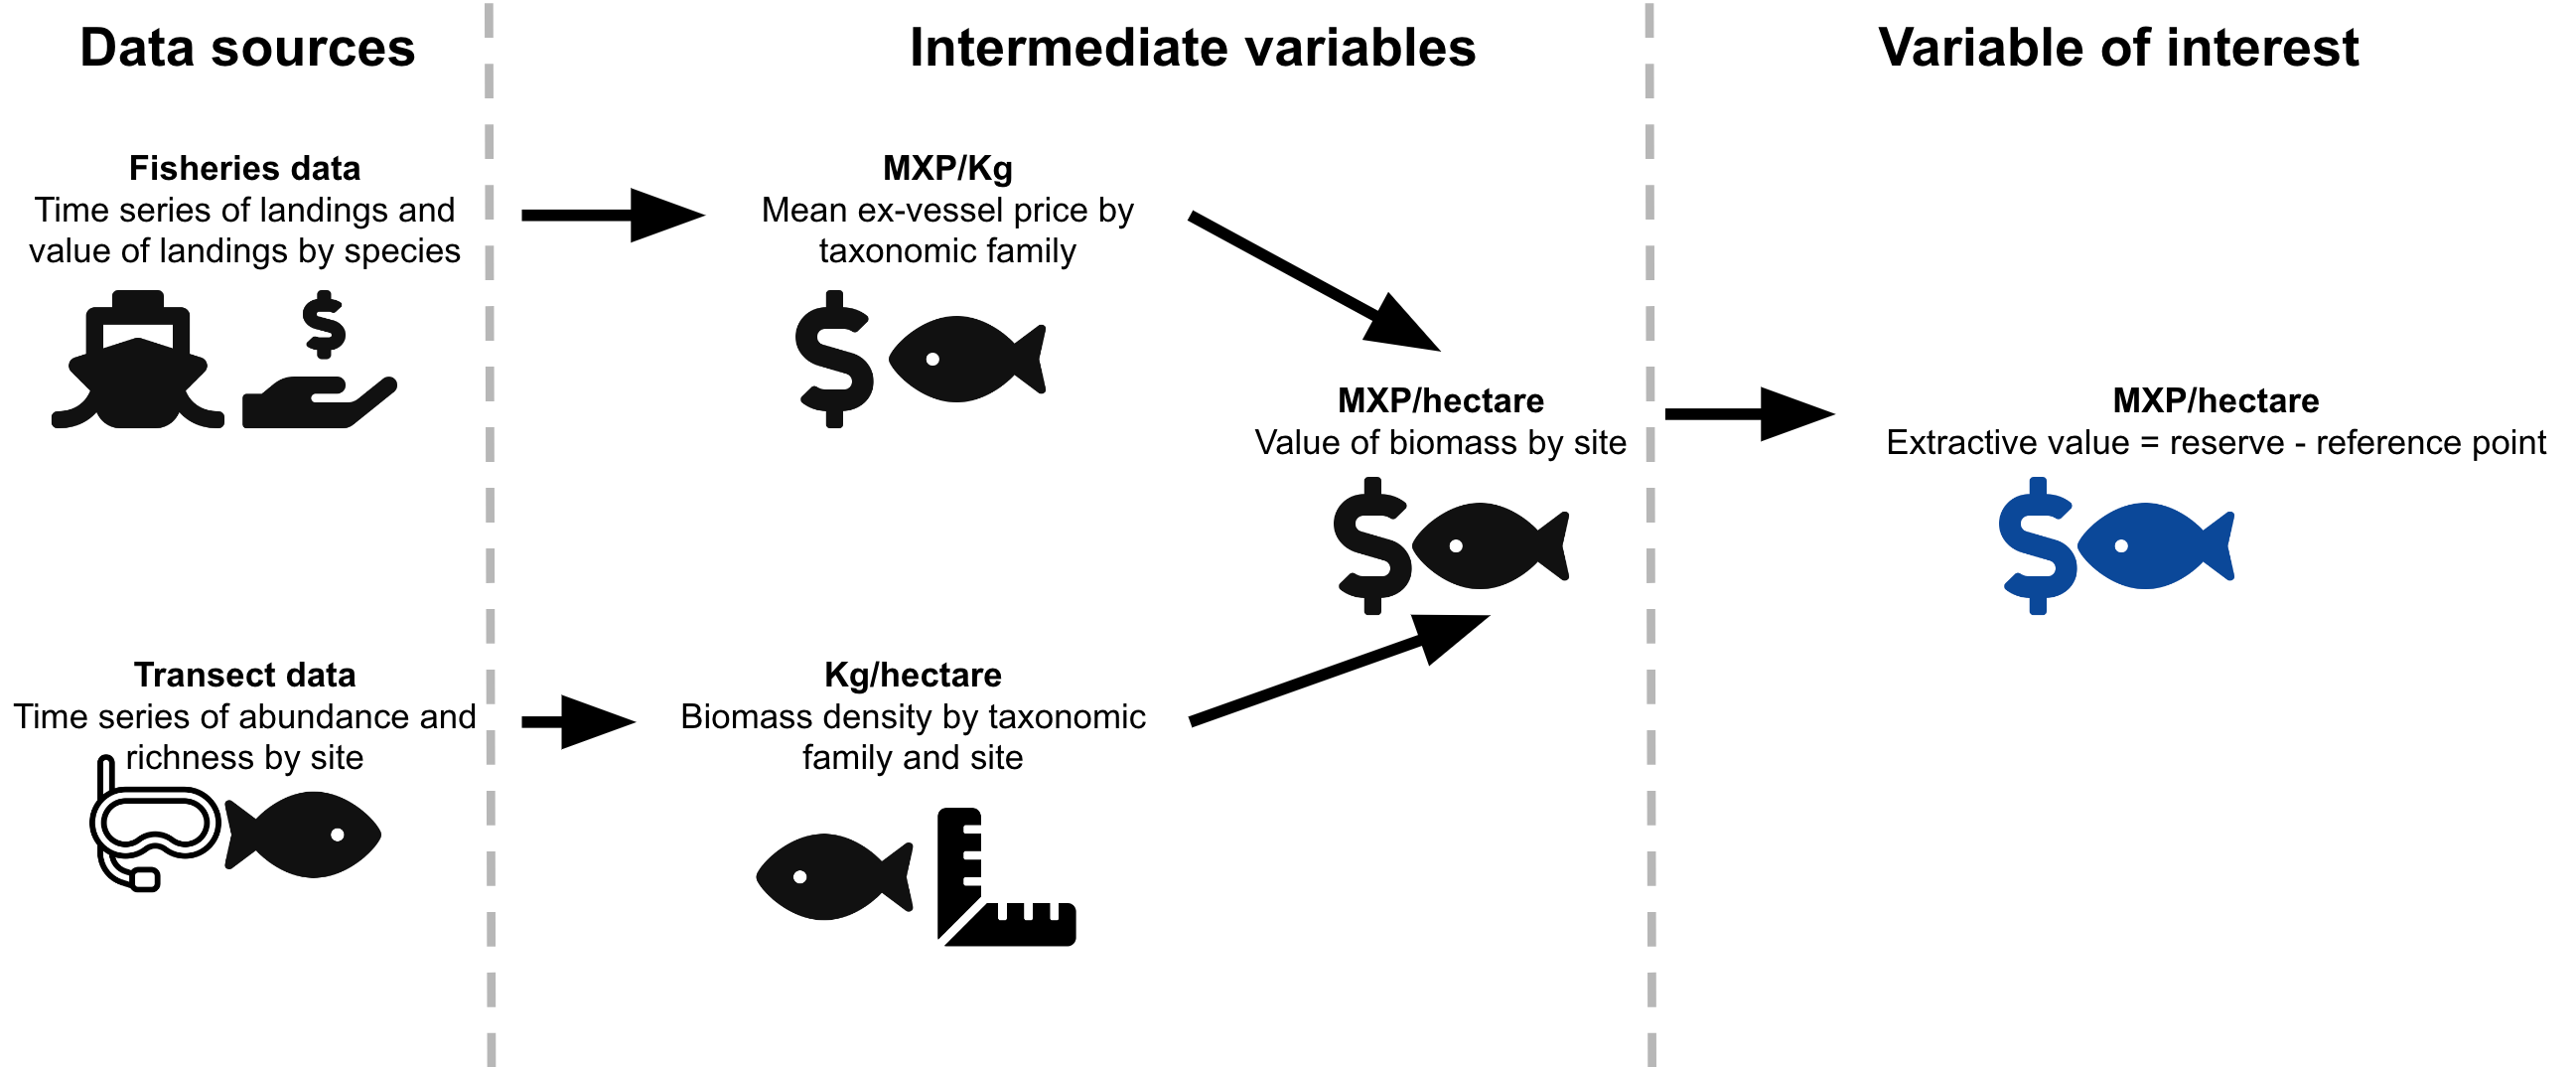 Data sources
Intermediate variables
Variable of interest
Fisheries data
Time series of landings and
value of landings by species
MXP/Kg
Mean ex-vessel price by
taxonomic family
MXP/hectare
Value of biomass by site
MXP/hectare
Extractive value = reserve - reference point
Transect data
Time series of abundance and
richness by site
Kg/hectare
Biomass density by taxonomic
family and site